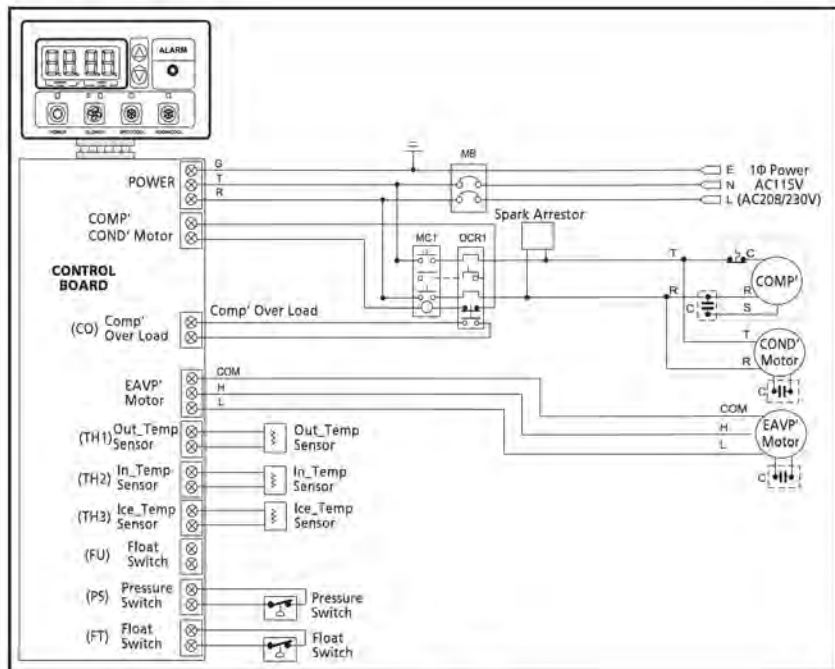 ALARM
POWER
G
T
R
MB
E
N
L
1Φ Power
AC115V
(AC208/230V)
COMP'
COND' Motor
Spark Arrestor
MC1
OCR1
CONTROL
BOARD
T
C
COMP'
R
R
C
S
(CO)
Comp'
Over Load
Comp' Over Load
T
COND'
Motor
R
C
EAVP'
Motor
COM
H
L
COM
H
L
EAVP'
Motor
C
(TH1)
Out_Temp
Sensor
Out_Temp
Sensor
(TH2)
In_Temp
Sensor
In_Temp
Sensor
(TH3)
Ice_Temp
Sensor
Ice_Temp
Sensor
(FU)
Float
Switch
(PS)
Pressure
Switch
Pressure
Switch
(FT)
Float
Switch
Float
Switch